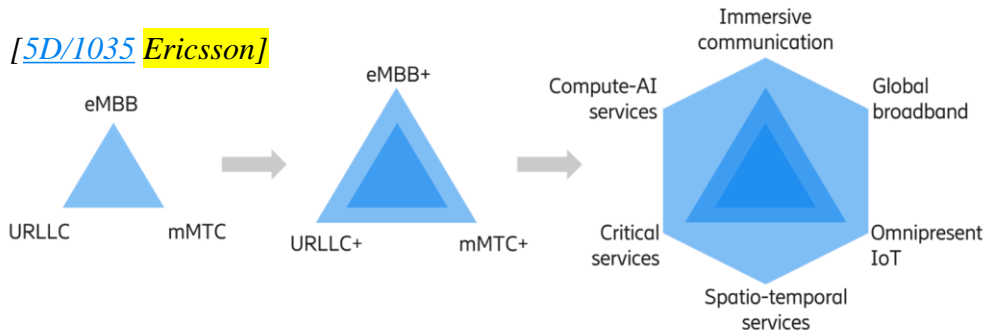 [5D/1035 Ericsson]
eMBB
URLLC
mMTC
eMBB+
URLLC+
mMTC+
Immersive
communication
Compute-AI
services
Global
broadband
Critical
services
Omnipresent
IoT
Spatio-temporal
services